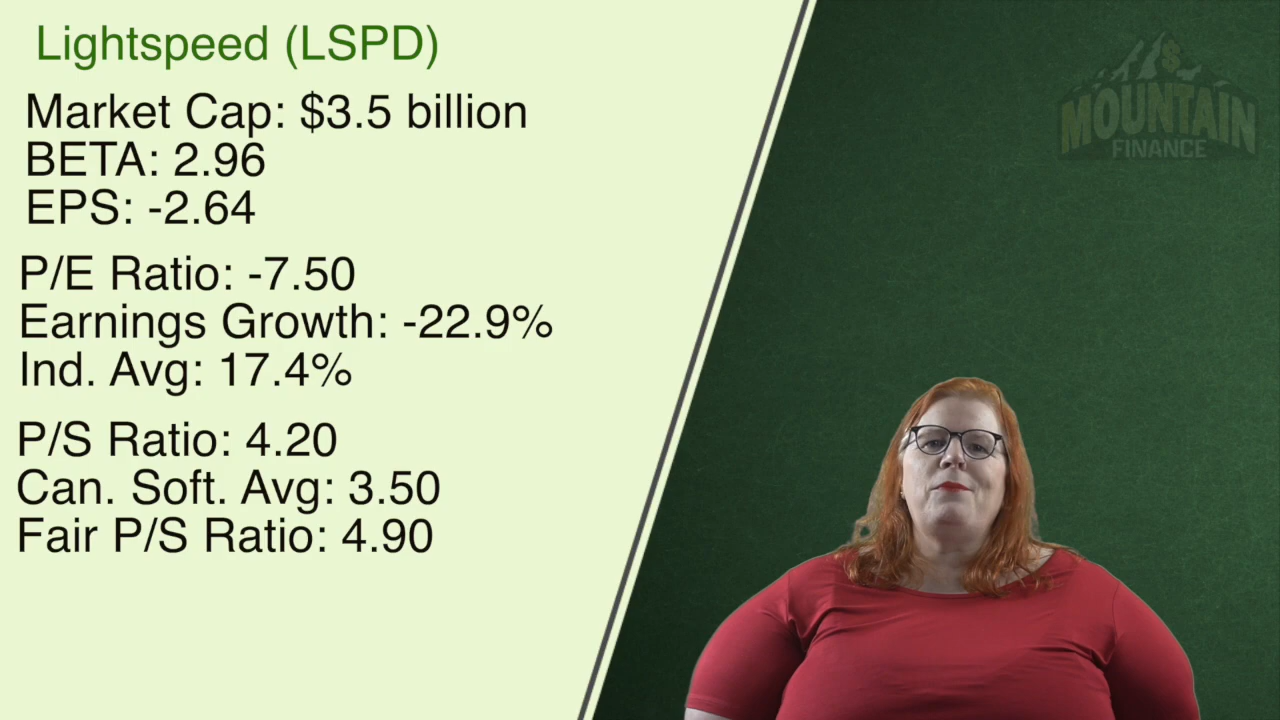 Lightspeed (LSPD)
Market Cap: $3.5 billion
BETA: 2.96
EPS: -2.64
P/E Ratio: -7.50
Earnings Growth: -22.9%
Ind. Avg: 17.4%
P/S Ratio: 4.20
Can. Soft. Avg: 3.50
Fair P/S Ratio: 4.90
$
MOUNTAIN
FINANCE